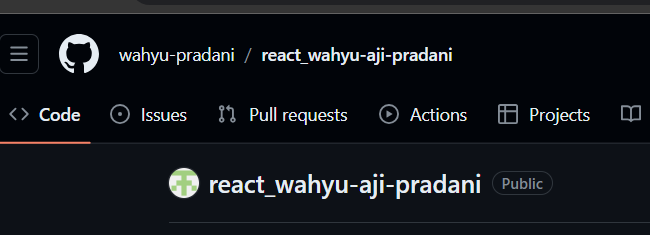 wahyu-pradani / react_wahyu-aji-pradani
Code Issues Pull requests Actions Projects
react_wahyu-aji-pradani Public